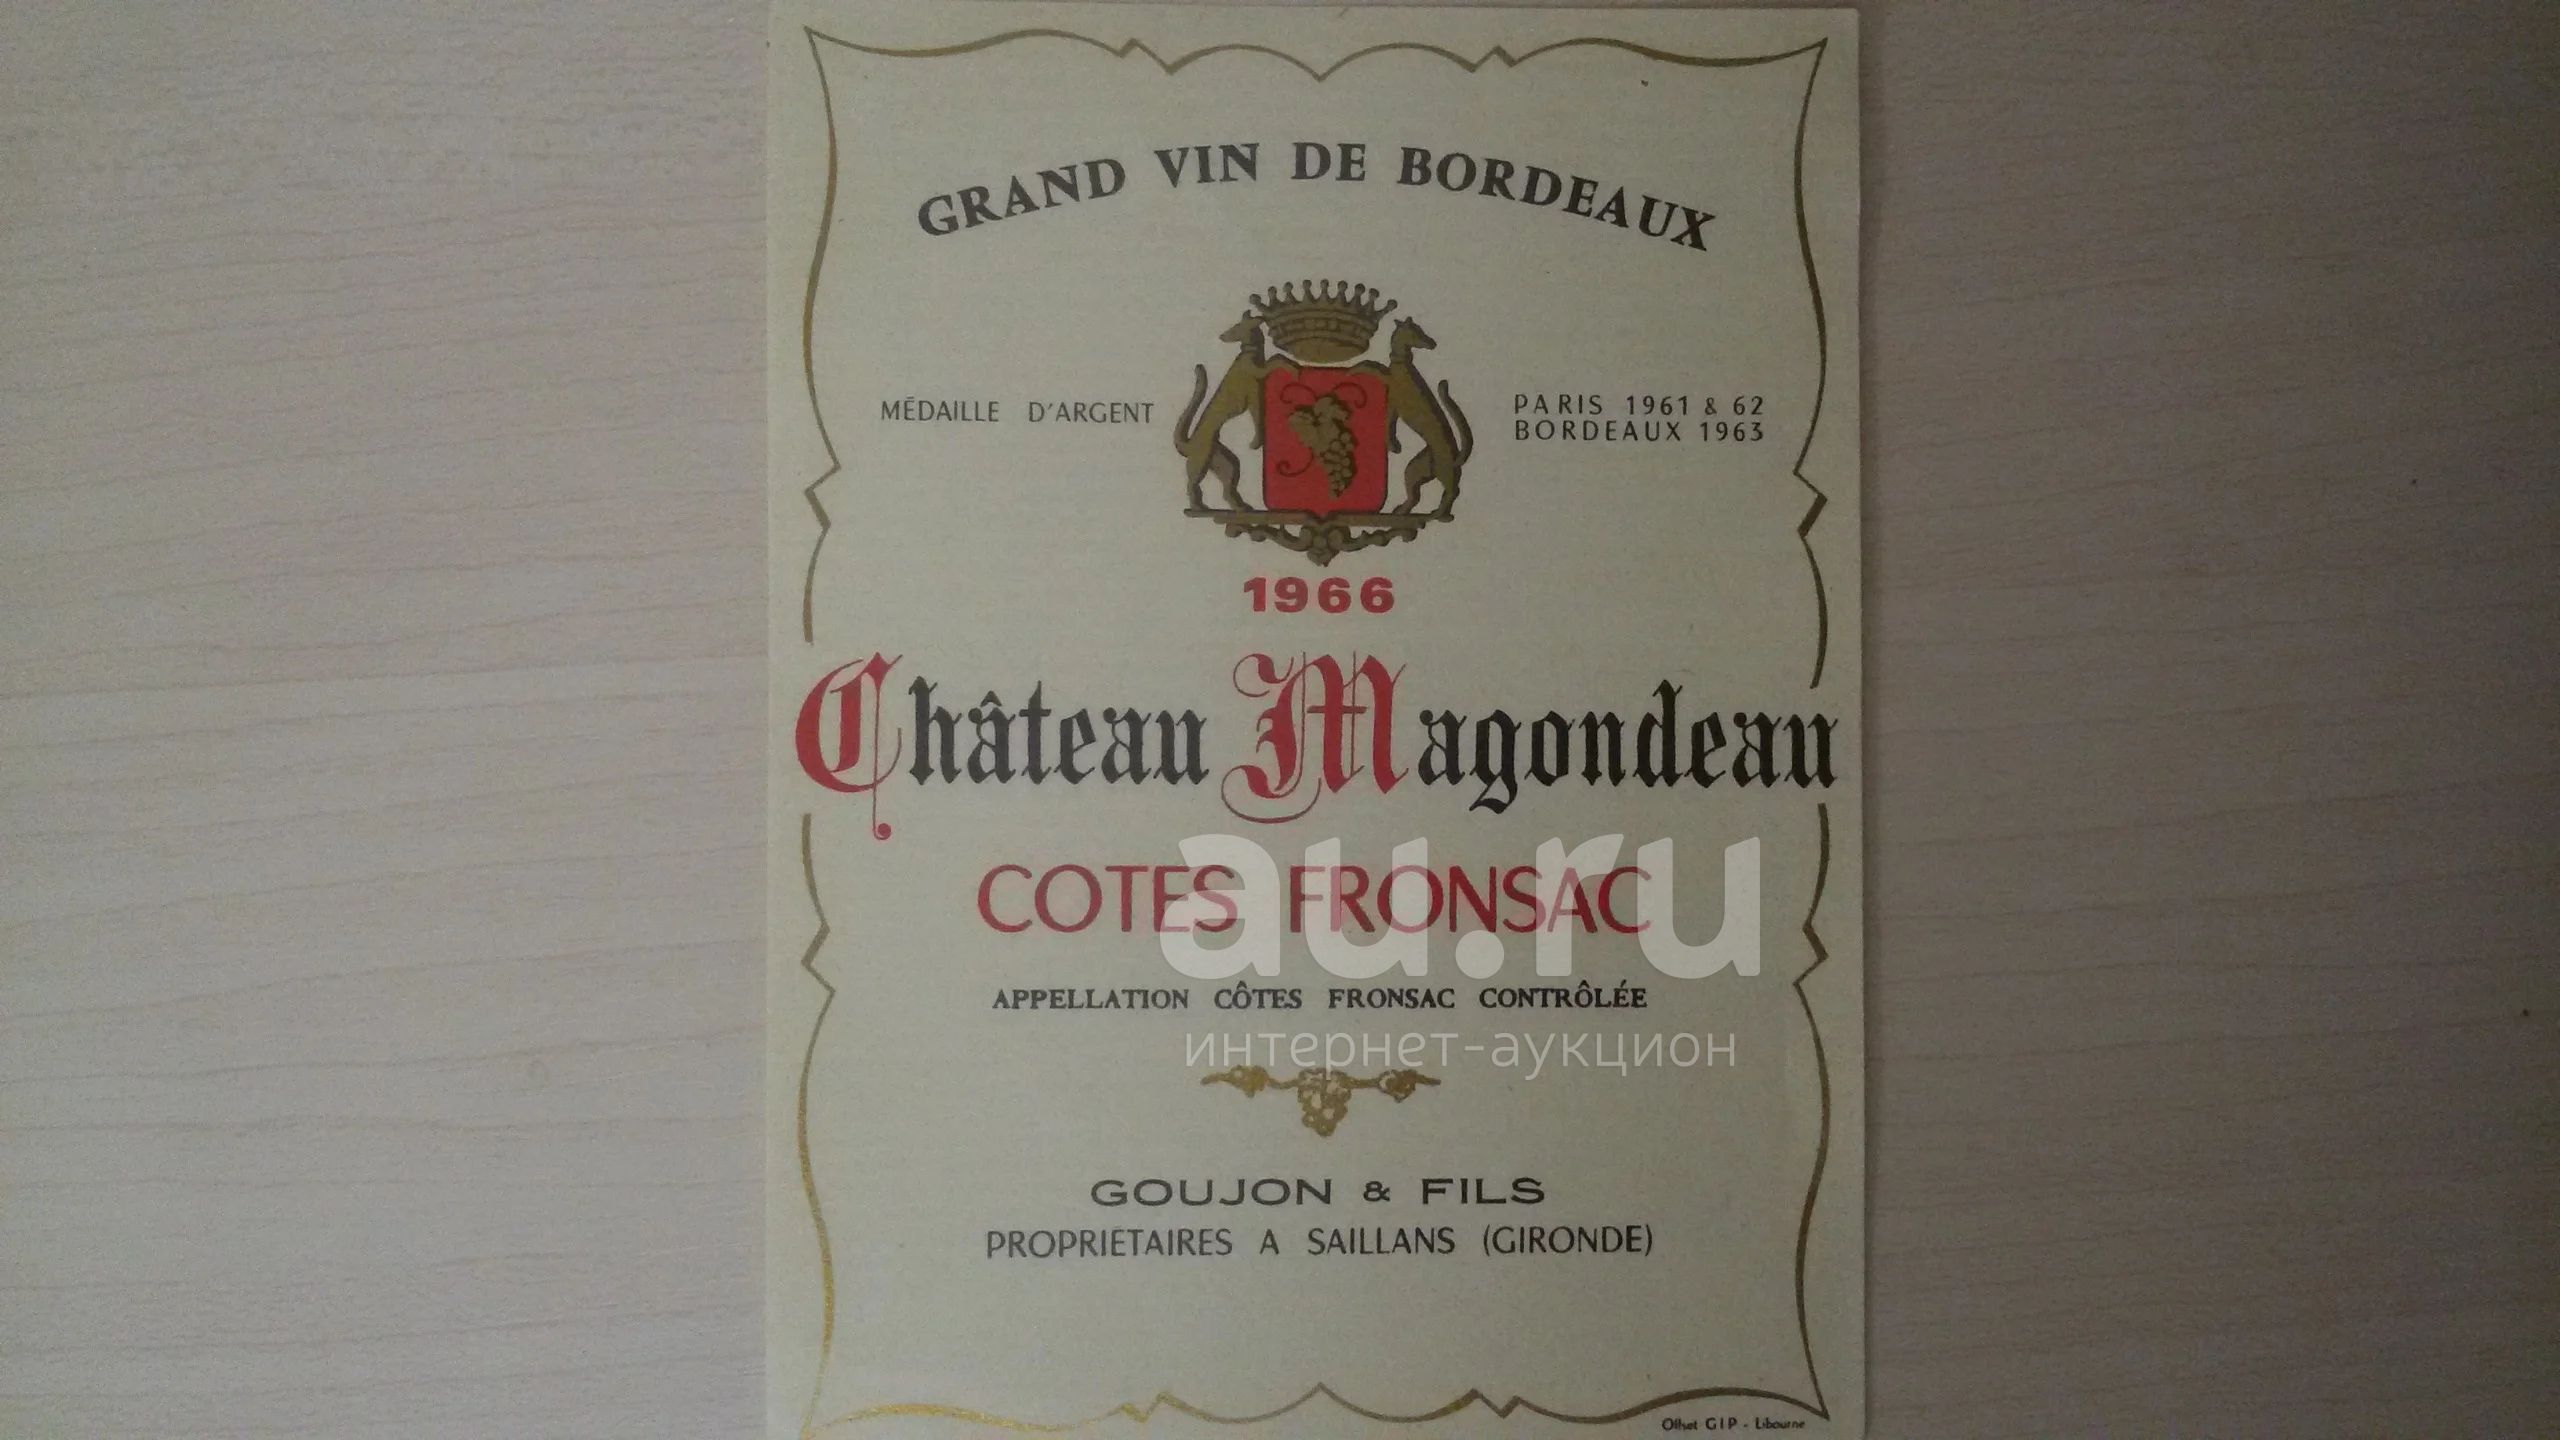 GRAND VIN DE BORDEAUX
MÉDAILLE D'ARGENT
PARIS 1961 & 62
BORDEAUX 1963
1966
Château Magondeau
COTES FRONSAC
au.ru
APPELLATION CÔTES FRONSAC CONTRÔLÉE
интернет-аукцион
GOUJON & FILS
PROPRIÉTAIRES A SAILLANS (GIRONDE)
Offset GIP - Libourne